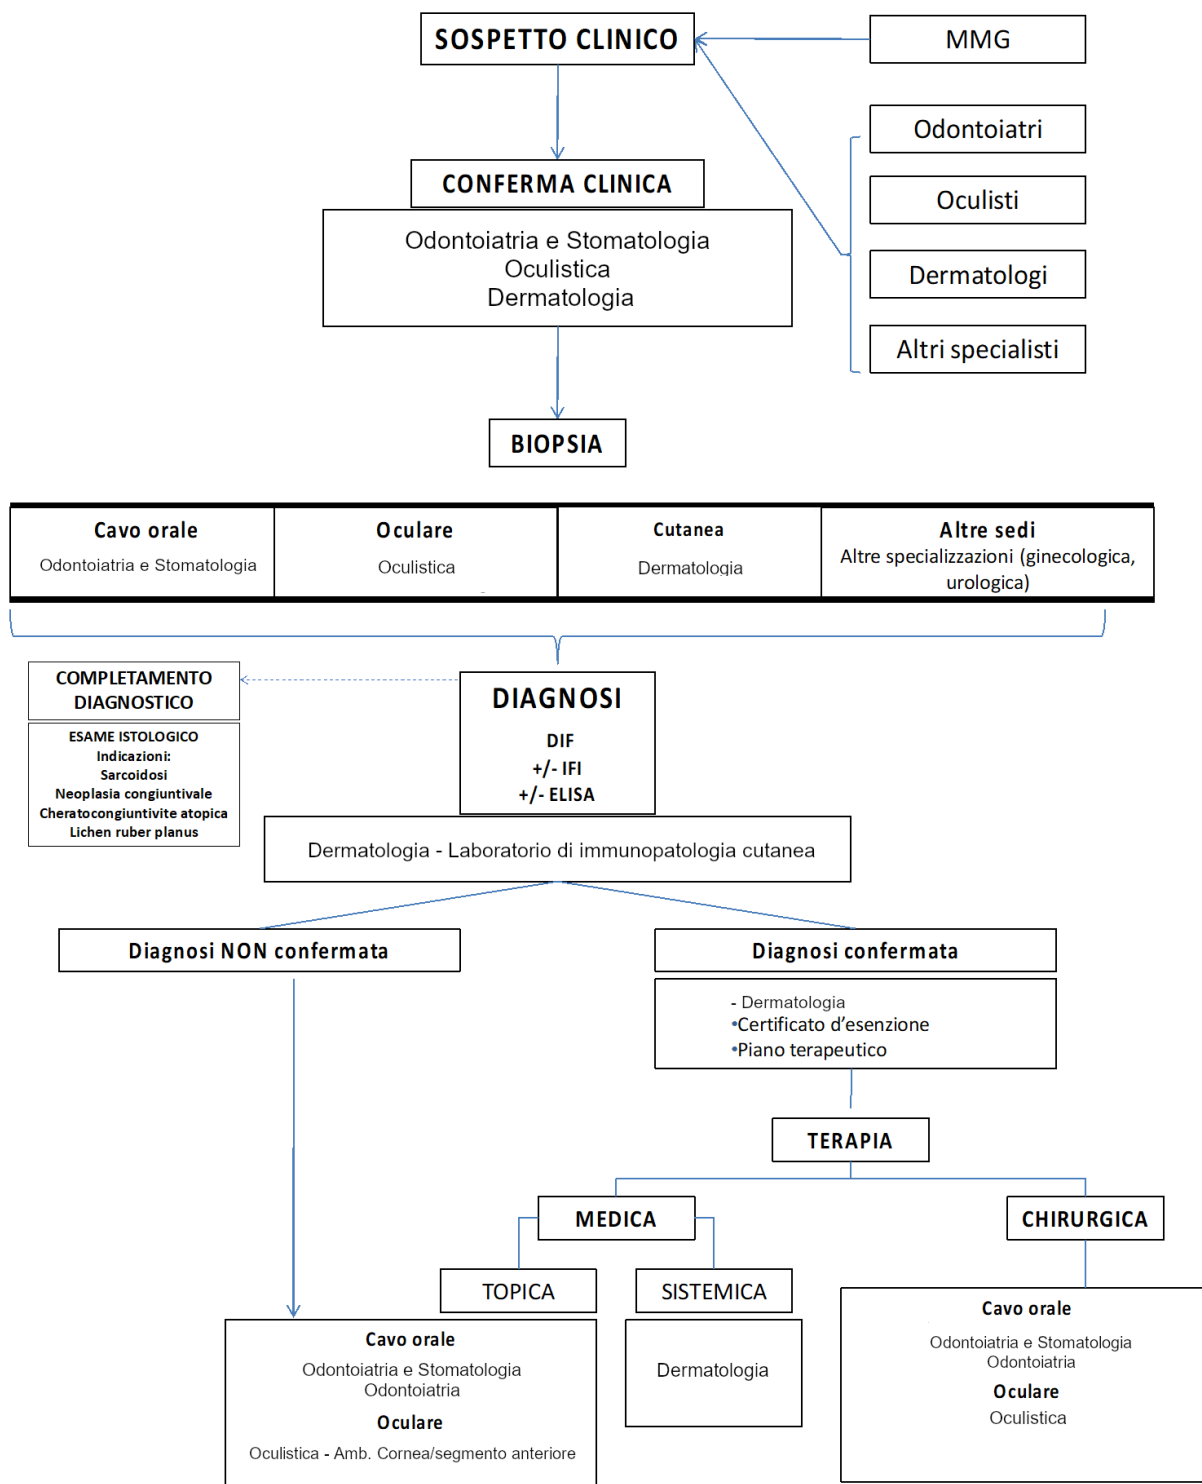 SOSPETTO CLINICO
MMG
Odontoiatri
Oculisti
Dermatologi
Altri specialisti
CONFERMA CLINICA
Odontoiatria e Stomatologia
Oculistica
Dermatologia
BIOPSIA
Cavo orale
Odontoiatria e Stomatologia
Oculare
Oculistica
Cutanea
Dermatologia
Altre sedi
Altre specializzazioni (ginecologica,
urologica)
COMPLETAMENTO
DIAGNOSTICO
ESAME ISTOLOGICO
Indicazioni:
Sarcoidosi
Neoplasia congiuntivale
Cheratocongiuntivite atopica
Lichen ruber planus
DIAGNOSI
DIF
+/- IFI
+/- ELISA
Dermatologia - Laboratorio di immunopatologia cutanea
Diagnosi NON confermata
Diagnosi confermata
- Dermatologia
•Certificato d'esenzione
•Piano terapeutico
TERAPIA
MEDICA
CHIRURGICA
TOPICA
SISTEMICA
Cavo orale
Odontoiatria e Stomatologia
Odontoiatria
Oculare
Oculistica - Amb. Cornea/segmento anteriore
Dermatologia
Cavo orale
Odontoiatria e Stomatologia
Odontoiatria
Oculare
Oculistica